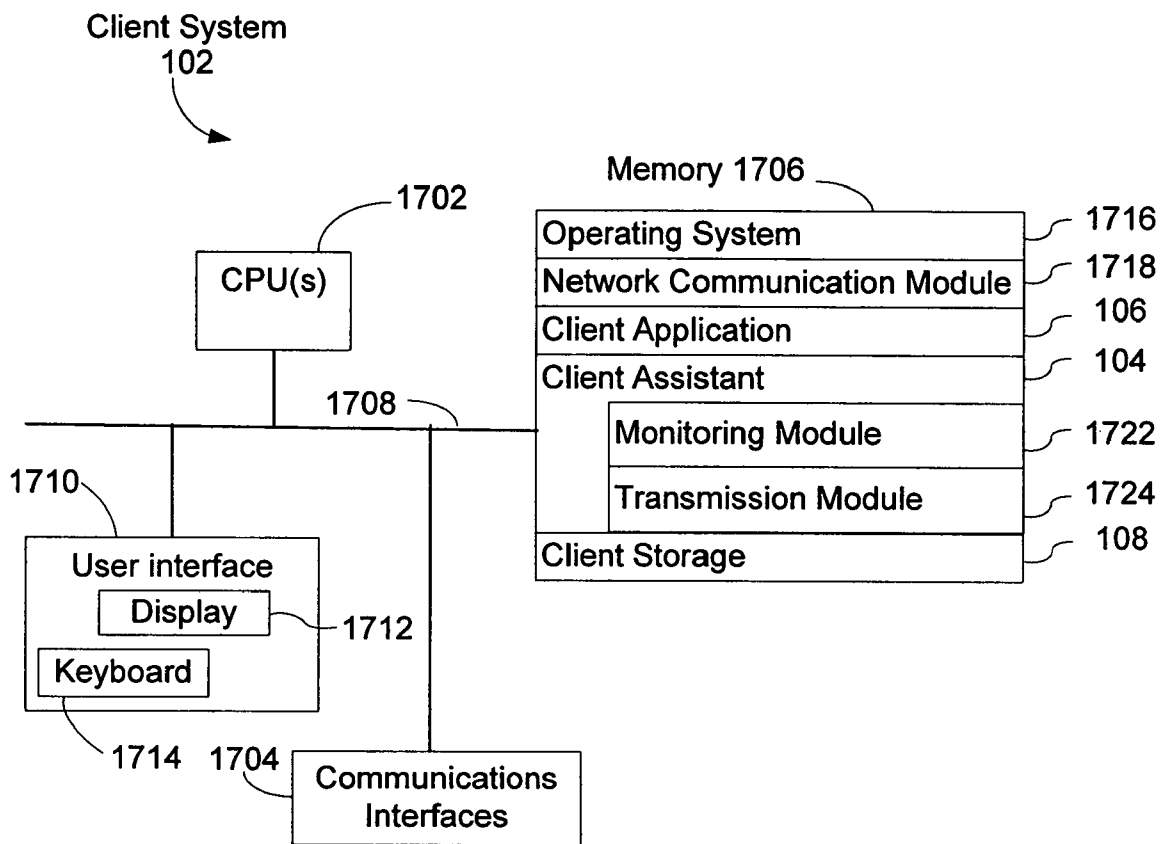 Client System
102
Memory 1706
1702
CPU(s)
Operating System
1716
Network Communication Module
1718
Client Application
106
Client Assistant
104
Monitoring Module
1722
Transmission Module
1724
Client Storage
108
1708
1710
User interface
Display
1712
Keyboard
1714
1704
Communications
Interfaces